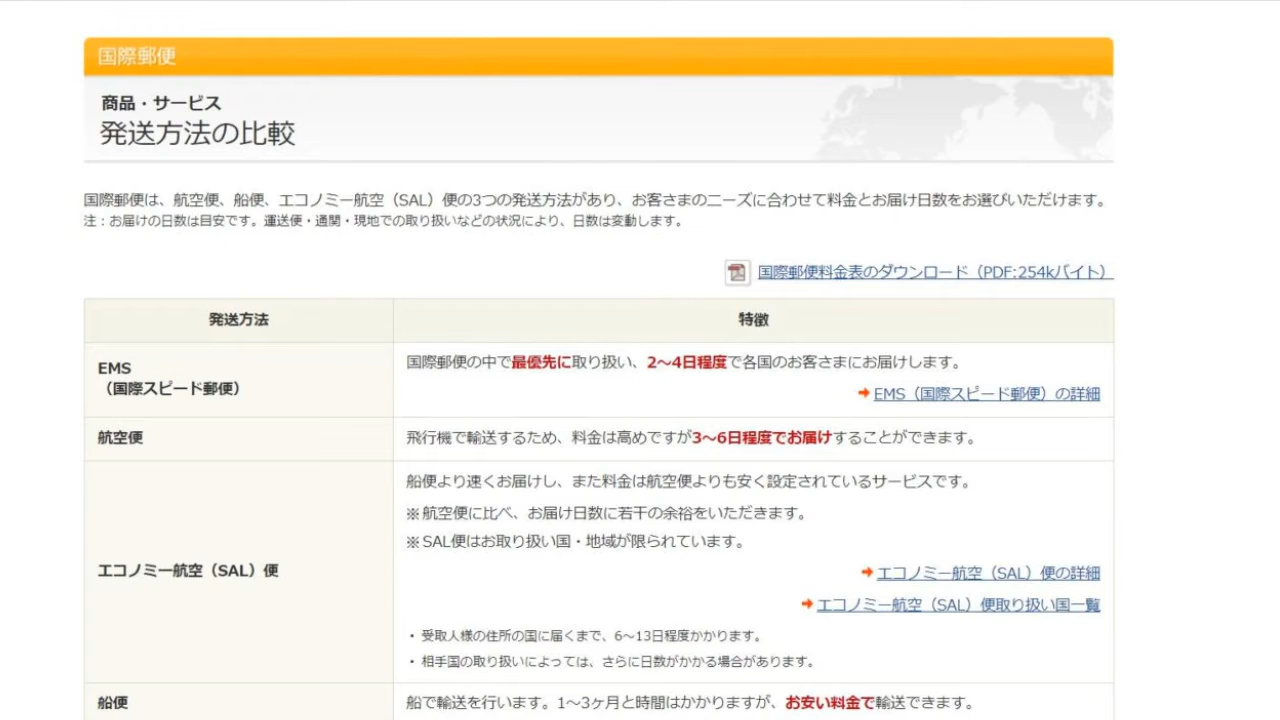 国際郵便
商品・サービス
発送方法の比較
国際郵便は、航空便、船便、エコノミー航空（SAL）便の3つの発送方法があり、お客さまのニーズに合わせて料金とお届け日数をお選びいただけます。
注：お届けの日数は目安です。運送便・通関・現地での取り扱いなどの状況により、日数は変動します。
国際郵便料金表のダウンロード（PDF:254kバイト）
発送方法 特徴
EMS
（国際スピード郵便）
国際郵便の中で最優先に取り扱い、2～4日程度で各国のお客さまにお届けします。
EMS（国際スピード郵便）の詳細
航空便 飛行機で輸送するため、料金は高めですが3～6日程度でお届けすることができます。
エコノミー航空（SAL）便
船便より速くお届けし、また料金は航空便よりも安く設定されているサービスです。
※航空便に比べ、お届け日数に若干の余裕をいただきます。
※SAL便はお取り扱い国・地域が限られています。
エコノミー航空（SAL）便の詳細
エコノミー航空（SAL）便取り扱い国一覧
・受取人様の住所の国に届くまで、6～13日程度かかります。
・相手国の取り扱いによっては、さらに日数がかかる場合があります。
船便 船で輸送を行います。1～3ヶ月と時間はかかりますが、お安い料金で輸送できます。